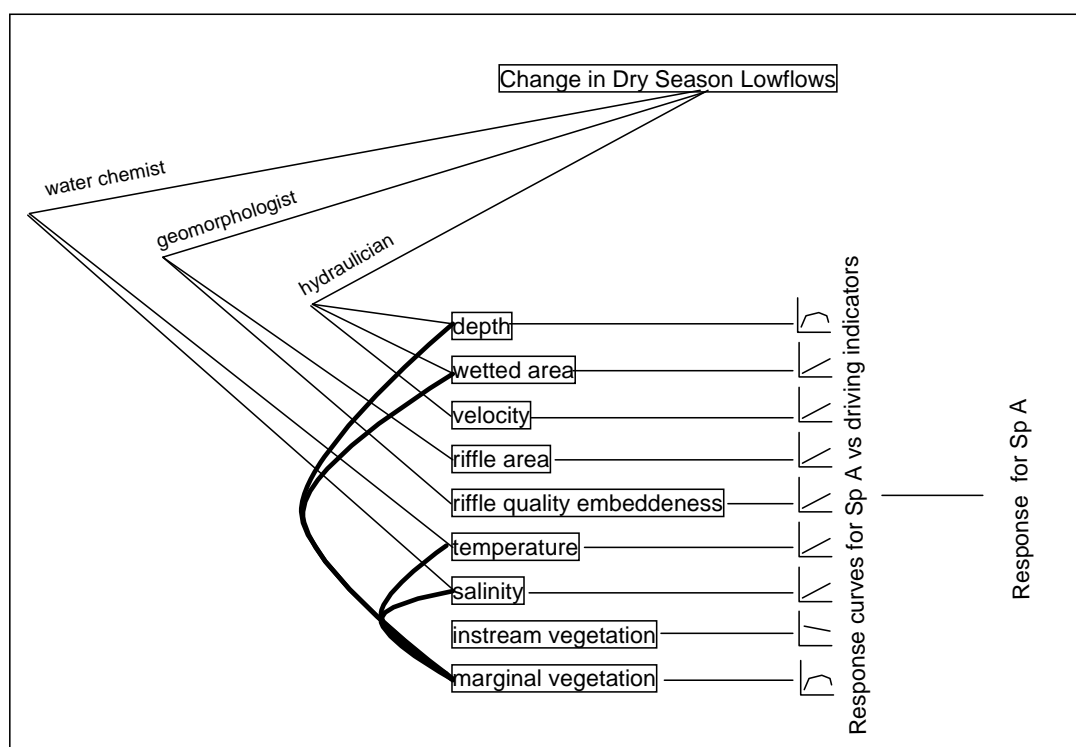 Change in Dry Season Lowflows
water chemist
geomorphologist
hydraulician
depth
wetted area
velocity
riffle area
riffle quality embeddeness
temperature
salinity
instream vegetation
marginal vegetation
Response curves for Sp A vs driving indicators
Response for Sp A